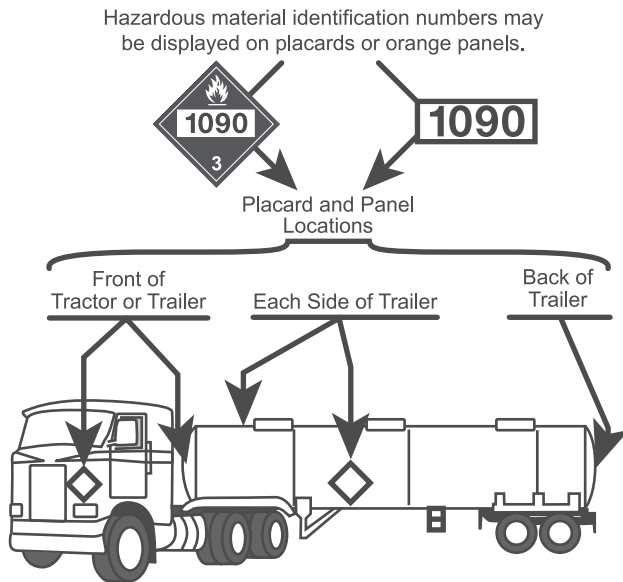 Hazardous material identification numbers may
be displayed on placards or orange panels.
1090
3
1090
Placard and Panel
Locations
Front of
Tractor or Trailer
Each Side of Trailer
Back of
Trailer